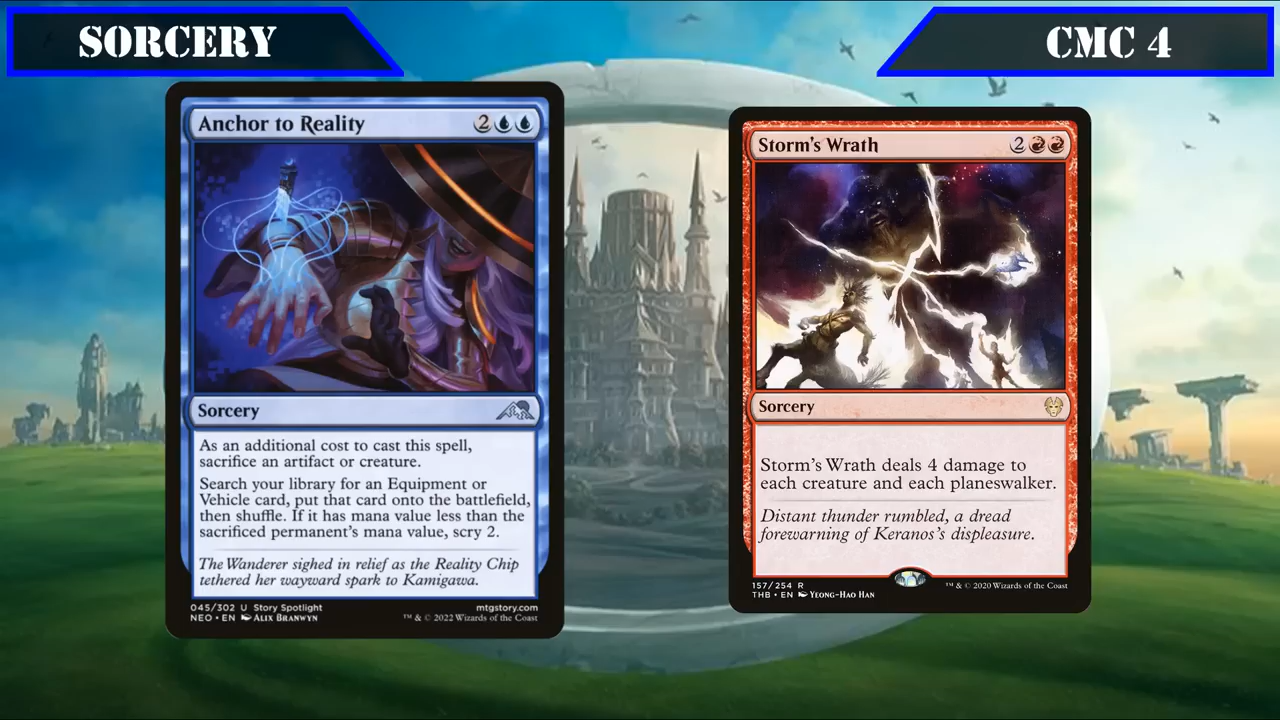 SORCERY
CMC 4
Anchor to Reality 2
Sorcery
As an additional cost to cast this spell,
sacrifice an artifact or creature.
Search your library for an Equipment or
Vehicle card, put that card onto the battlefield,
then shuffle. If it has mana value less than the
sacrificed permanent's mana value, scry 2.
The Wanderer sighed in relief as the Reality Chip
tethered her wayward spark to Kamigawa.
045/302 U Story Spotlight mtgstory.com
NEO • EN Alix Branwyn ™ & © 2022 Wizards of the Coast
Storm's Wrath 2
Sorcery
Storm's Wrath deals 4 damage to
each creature and each planeswalker.
Distant thunder rumbled, a dread
forewarning of Keranos's displeasure.
157/254 R ™ & © 2020 Wizards of the Coast
THB • EN Yeong-Hao Han